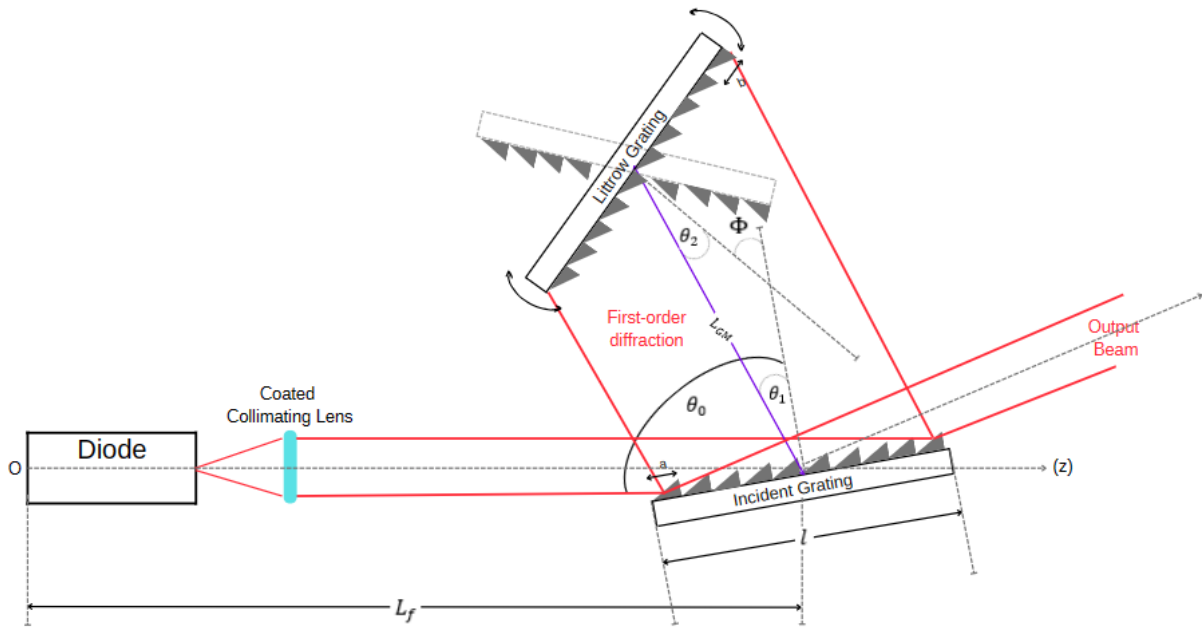 b
Littrow Grating
Φ
θ₂
First-order
diffraction
L_GM
Output
Beam
Coated
Collimating Lens
θ₀
θ₁
Diode
O
(z)
a
Incident Grating
l
L_f